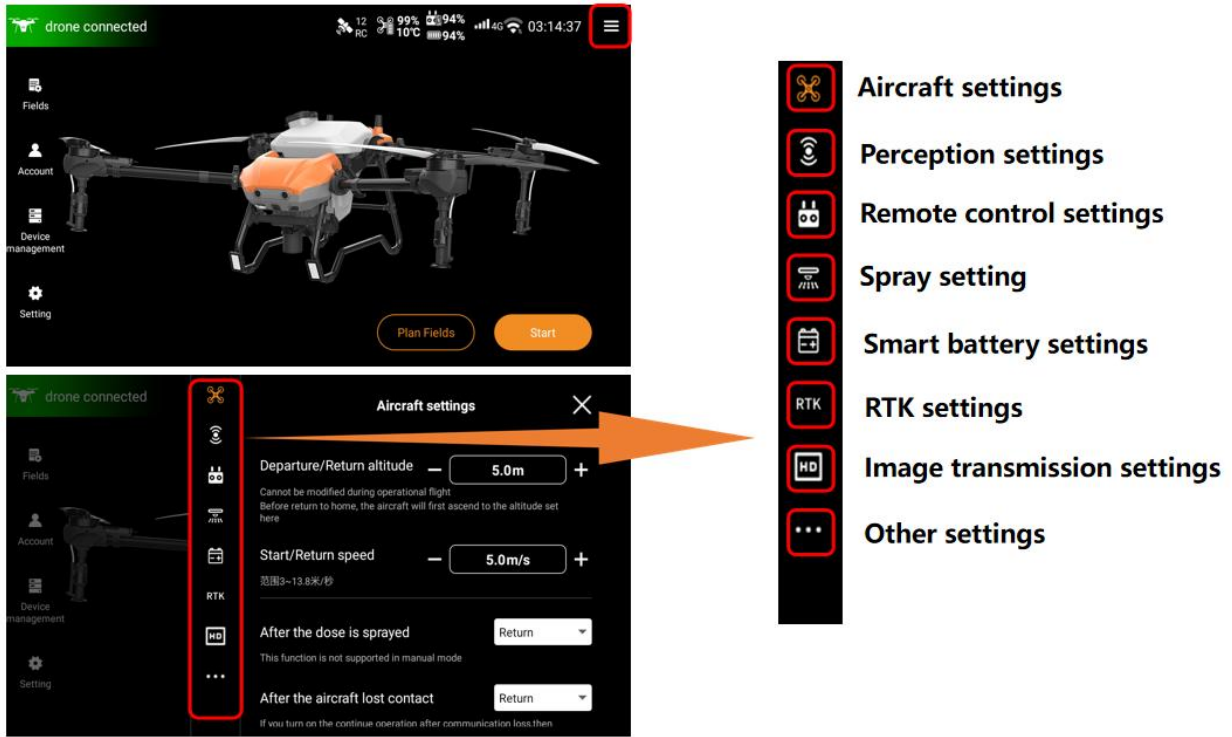 drone connected
12
RC
99%
10℃
94%
94%
4G
03:14:37
Fields
Account
Device
management
Setting
Plan Fields
Start
drone connected
Fields
Account
Device
management
Setting
RTK
HD
Aircraft settings
Departure/Return altitude
5.0m
Cannot be modified during operational flight
Before return to home, the aircraft will first ascend to the altitude set
here
Start/Return speed
5.0m/s
范围3~13.8米/秒
After the dose is sprayed
Return
This function is not supported in manual mode
After the aircraft lost contact
Return
If you turn on the continue operation after communication loss,then
Aircraft settings
Perception settings
Remote control settings
Spray setting
Smart battery settings
RTK
RTK settings
HD
Image transmission settings
Other settings